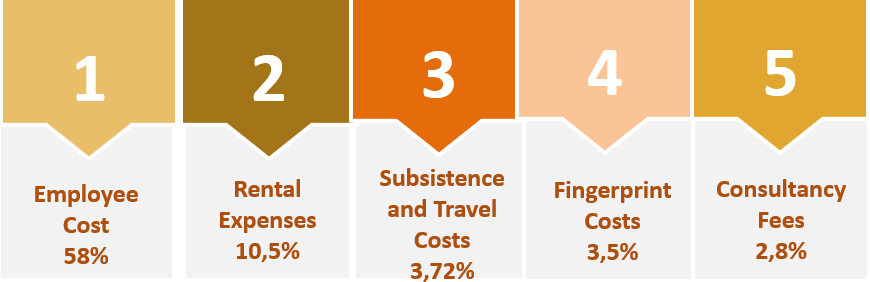 1
Employee
Cost
58%
2
Rental
Expenses
10,5%
3
Subsistence
and Travel
Costs
3,72%
4
Fingerprint
Costs
3,5%
5
Consultancy
Fees
2,8%